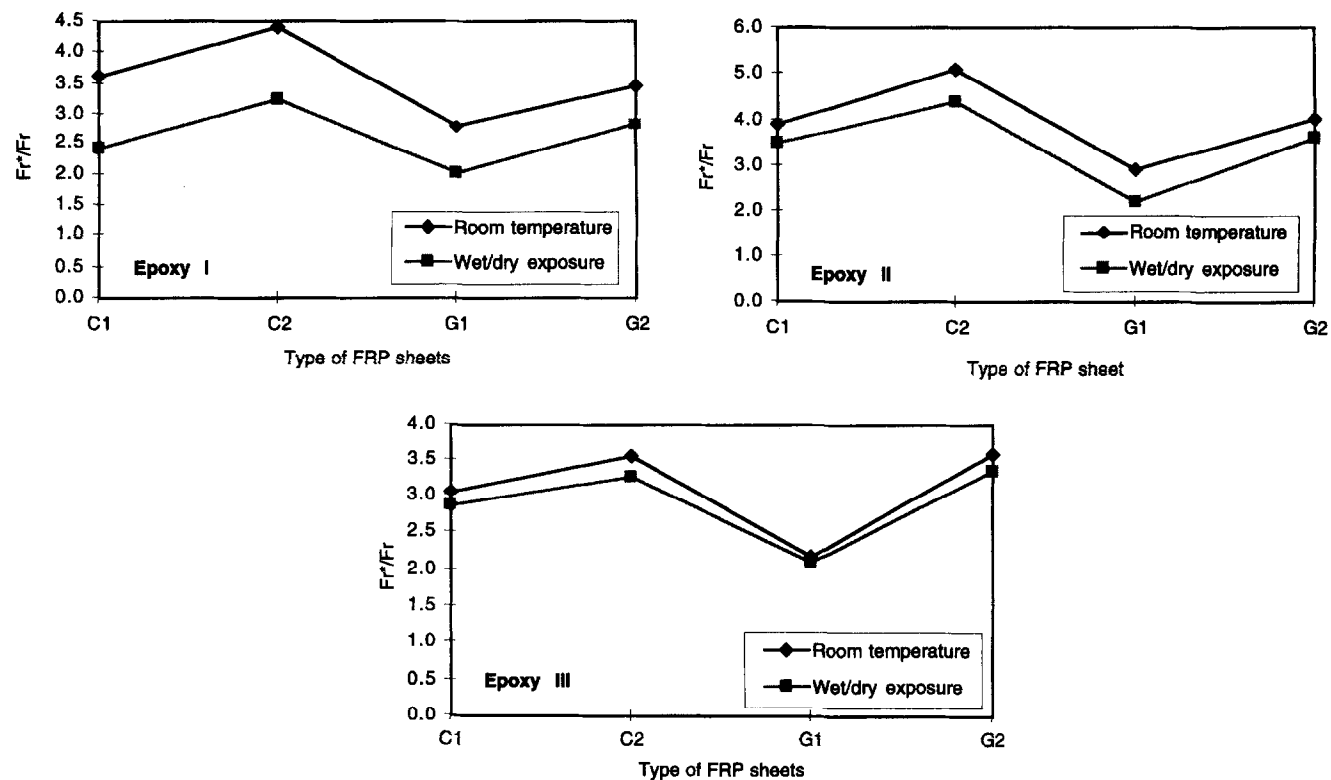 4.5
4.0
3.5
3.0
2.5
2.0
1.5
1.0
0.5
0.0
Fr*/Fr
Room temperature
Wet/dry exposure
Epoxy I
C1 C2 G1 G2
Type of FRP sheets
6.0
5.0
4.0
3.0
2.0
1.0
0.0
Fr*/Fr
Room temperature
Wet/dry exposure
Epoxy II
C1 C2 G1 G2
Type of FRP sheet
4.0
3.5
3.0
2.5
2.0
1.5
1.0
0.5
0.0
Fr*/Fr
Room temperature
Wet/dry exposure
Epoxy III
C1 C2 G1 G2
Type of FRP sheets